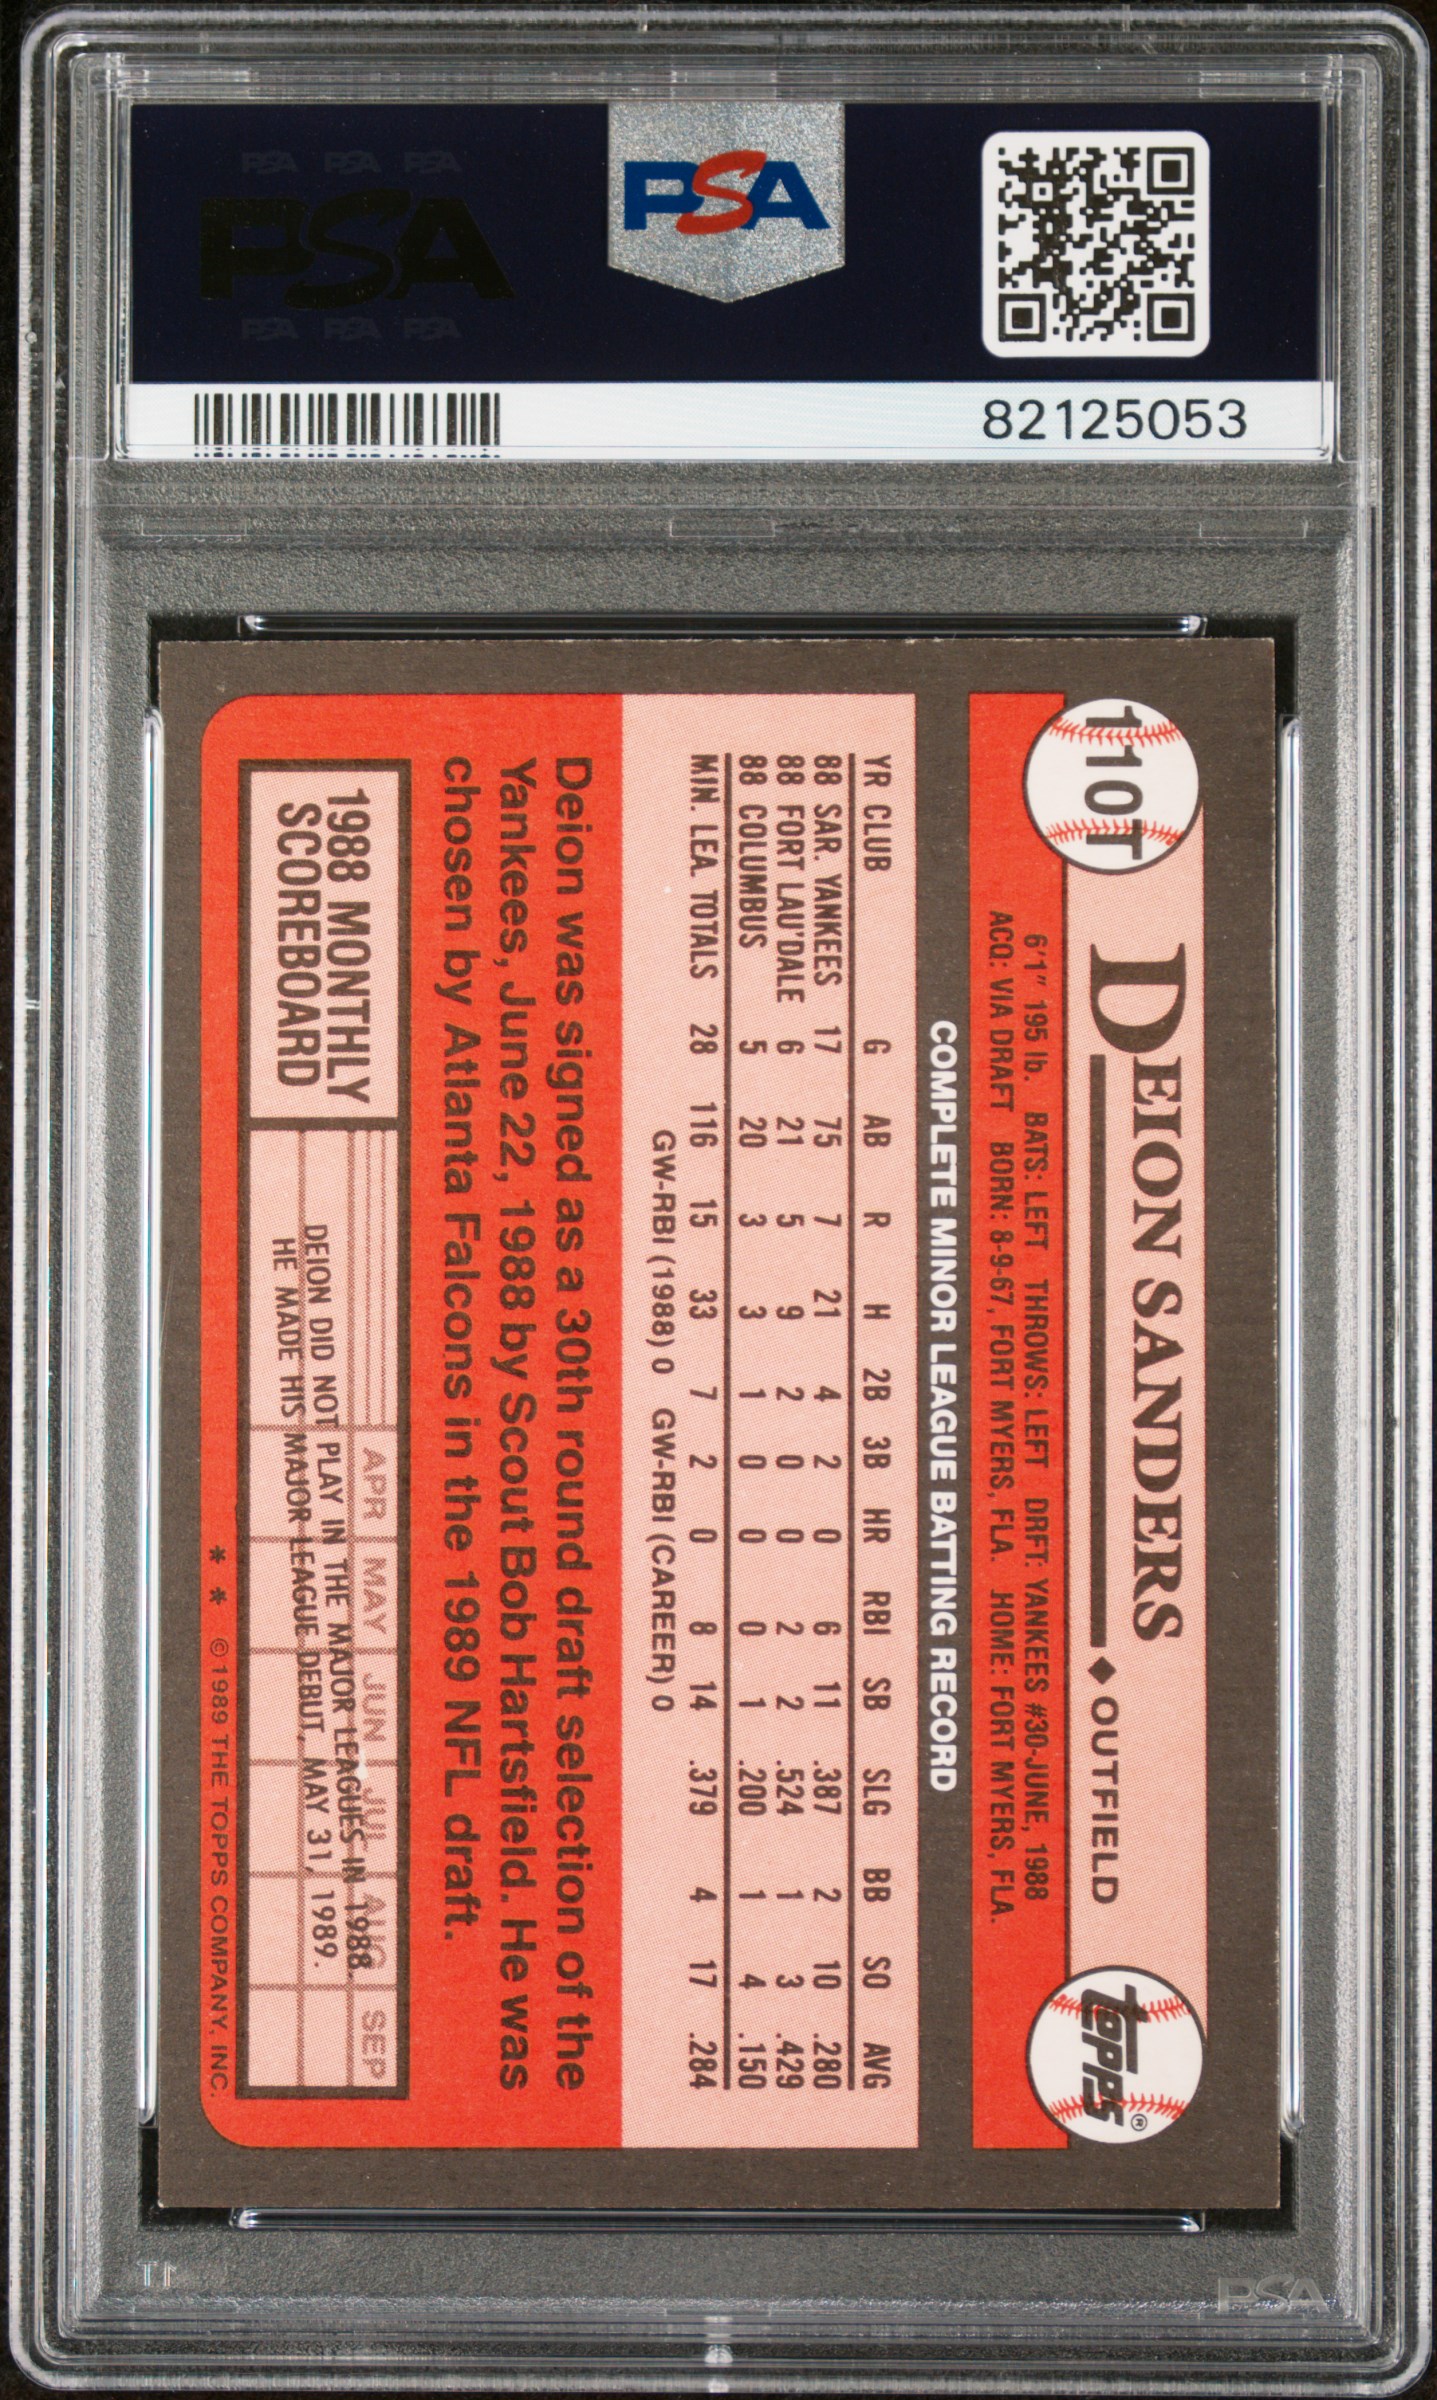 PSA PSA PSA
PSA
PSA PSA PSA
PSA
82125053
110T
DEION SANDERS ◆ OUTFIELD
Topps®
6'1" 195 lb. BATS: LEFT THROWS: LEFT DRFT: YANKEES #30-JUNE, 1988
ACQ: VIA DRAFT BORN: 8-9-67, FORT MYERS, FLA. HOME: FORT MYERS, FLA.
COMPLETE MINOR LEAGUE BATTING RECORD
YR CLUB G AB R H 2B 3B HR RBI SB SLG BB SO AVG
88 SAR. YANKEES 17 75 7 21 4 2 0 6 11 .387 2 10 .280
88 FORT LAU'DALE 6 21 5 9 2 0 0 2 2 .524 1 3 .429
88 COLUMBUS 5 20 3 3 1 0 0 0 1 .200 1 4 .150
MIN. LEA. TOTALS 28 116 15 33 7 2 0 8 14 .379 4 17 .284
GW-RBI (1988) 0 GW-RBI (CAREER) 0
Deion was signed as a 30th round draft selection of the
Yankees, June 22, 1988 by Scout Bob Hartsfield. He was
chosen by Atlanta Falcons in the 1989 NFL draft.
1988 MONTHLY
SCOREBOARD
APR MAY JUN JUL AUG SEP
DEION DID NOT PLAY IN THE MAJOR LEAGUES IN 1988.
HE MADE HIS MAJOR LEAGUE DEBUT, MAY 31, 1989.
* * © 1989 THE TOPPS COMPANY, INC.
PSA